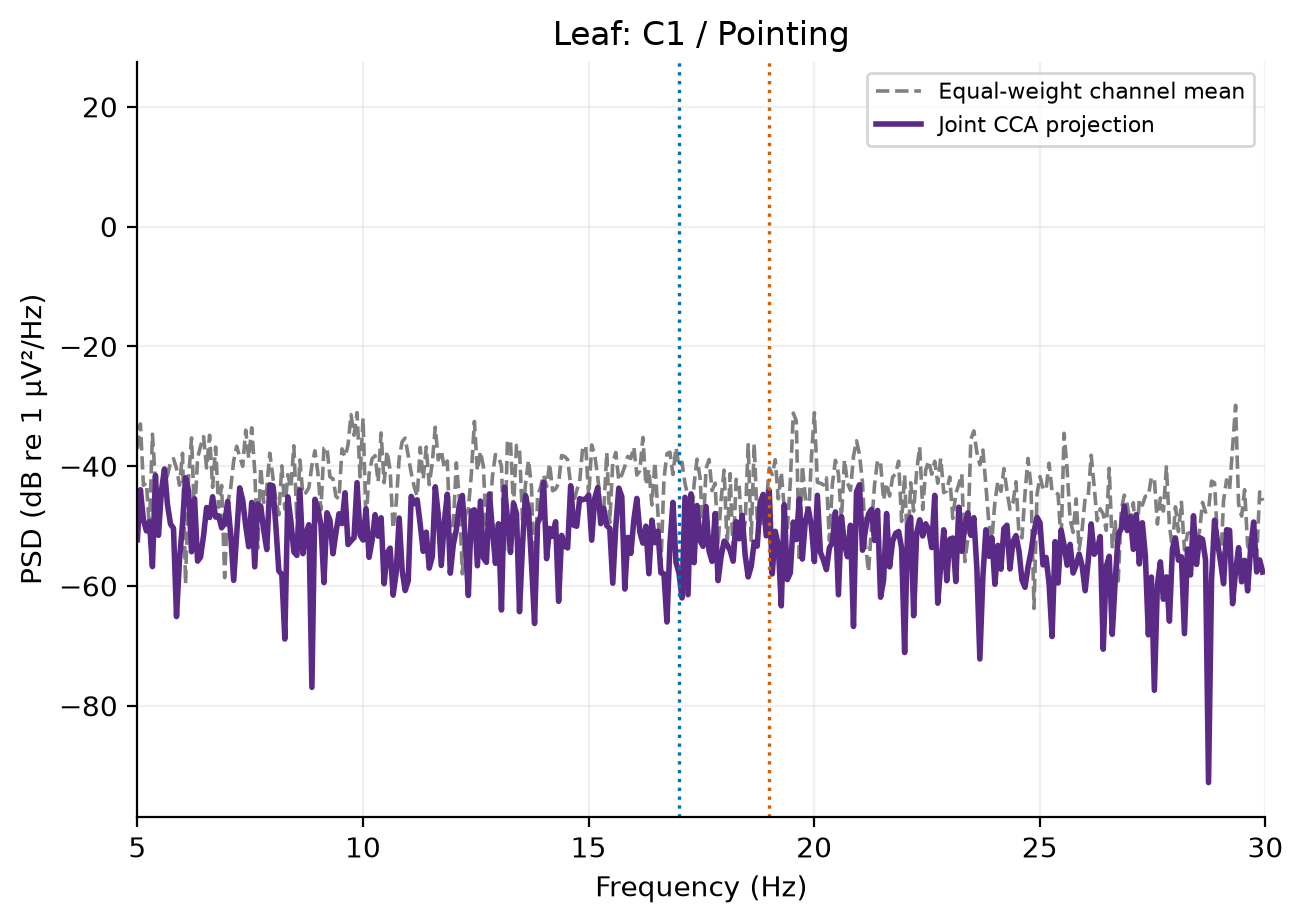 Leaf: C1 / Pointing
Equal-weight channel mean
Joint CCA projection
PSD (dB re 1 µV²/Hz)
20
0
−20
−40
−60
−80
5
10
15
20
25
30
Frequency (Hz)